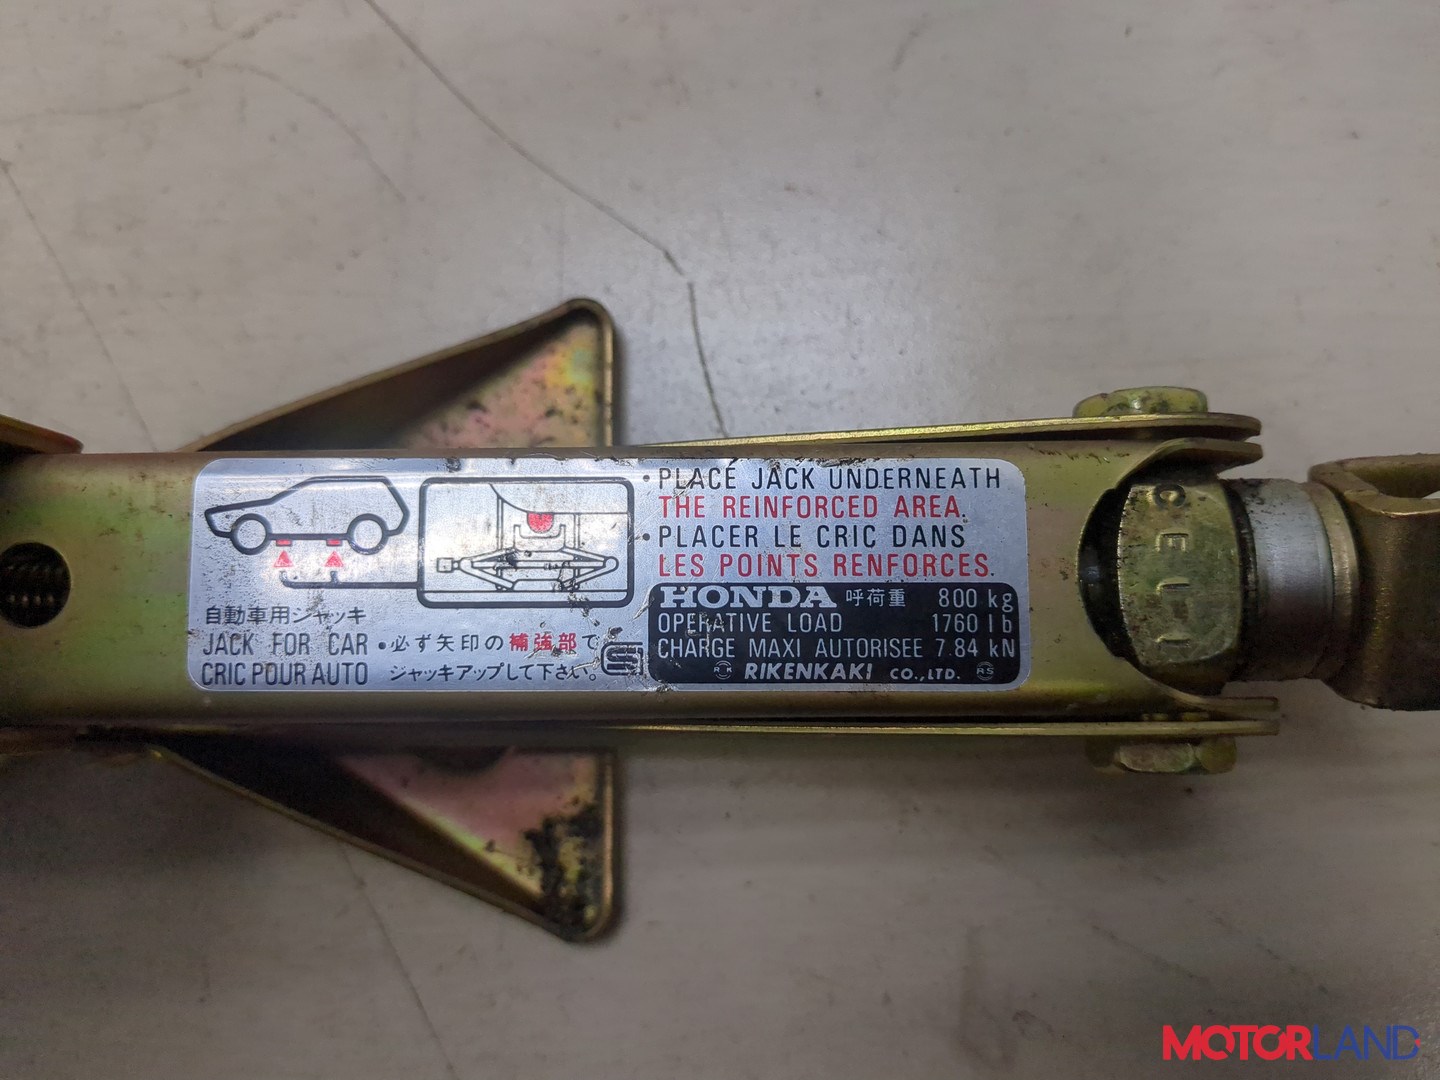 • PLACE JACK UNDERNEATH
THE REINFORCED AREA.
• PLACER LE CRIC DANS
LES POINTS RENFORCES.
自動車用ジャッキ
JACK FOR CAR
CRIC POUR AUTO
• 必ず矢印の補強部で
ジャッキアップして下さい。
HONDA 呼荷重 800 kg
OPERATIVE LOAD 1760 lb
CHARGE MAXI AUTORISEE 7.84 kN
RK RIKENKAKI CO.,LTD. RS
MOTORLAND